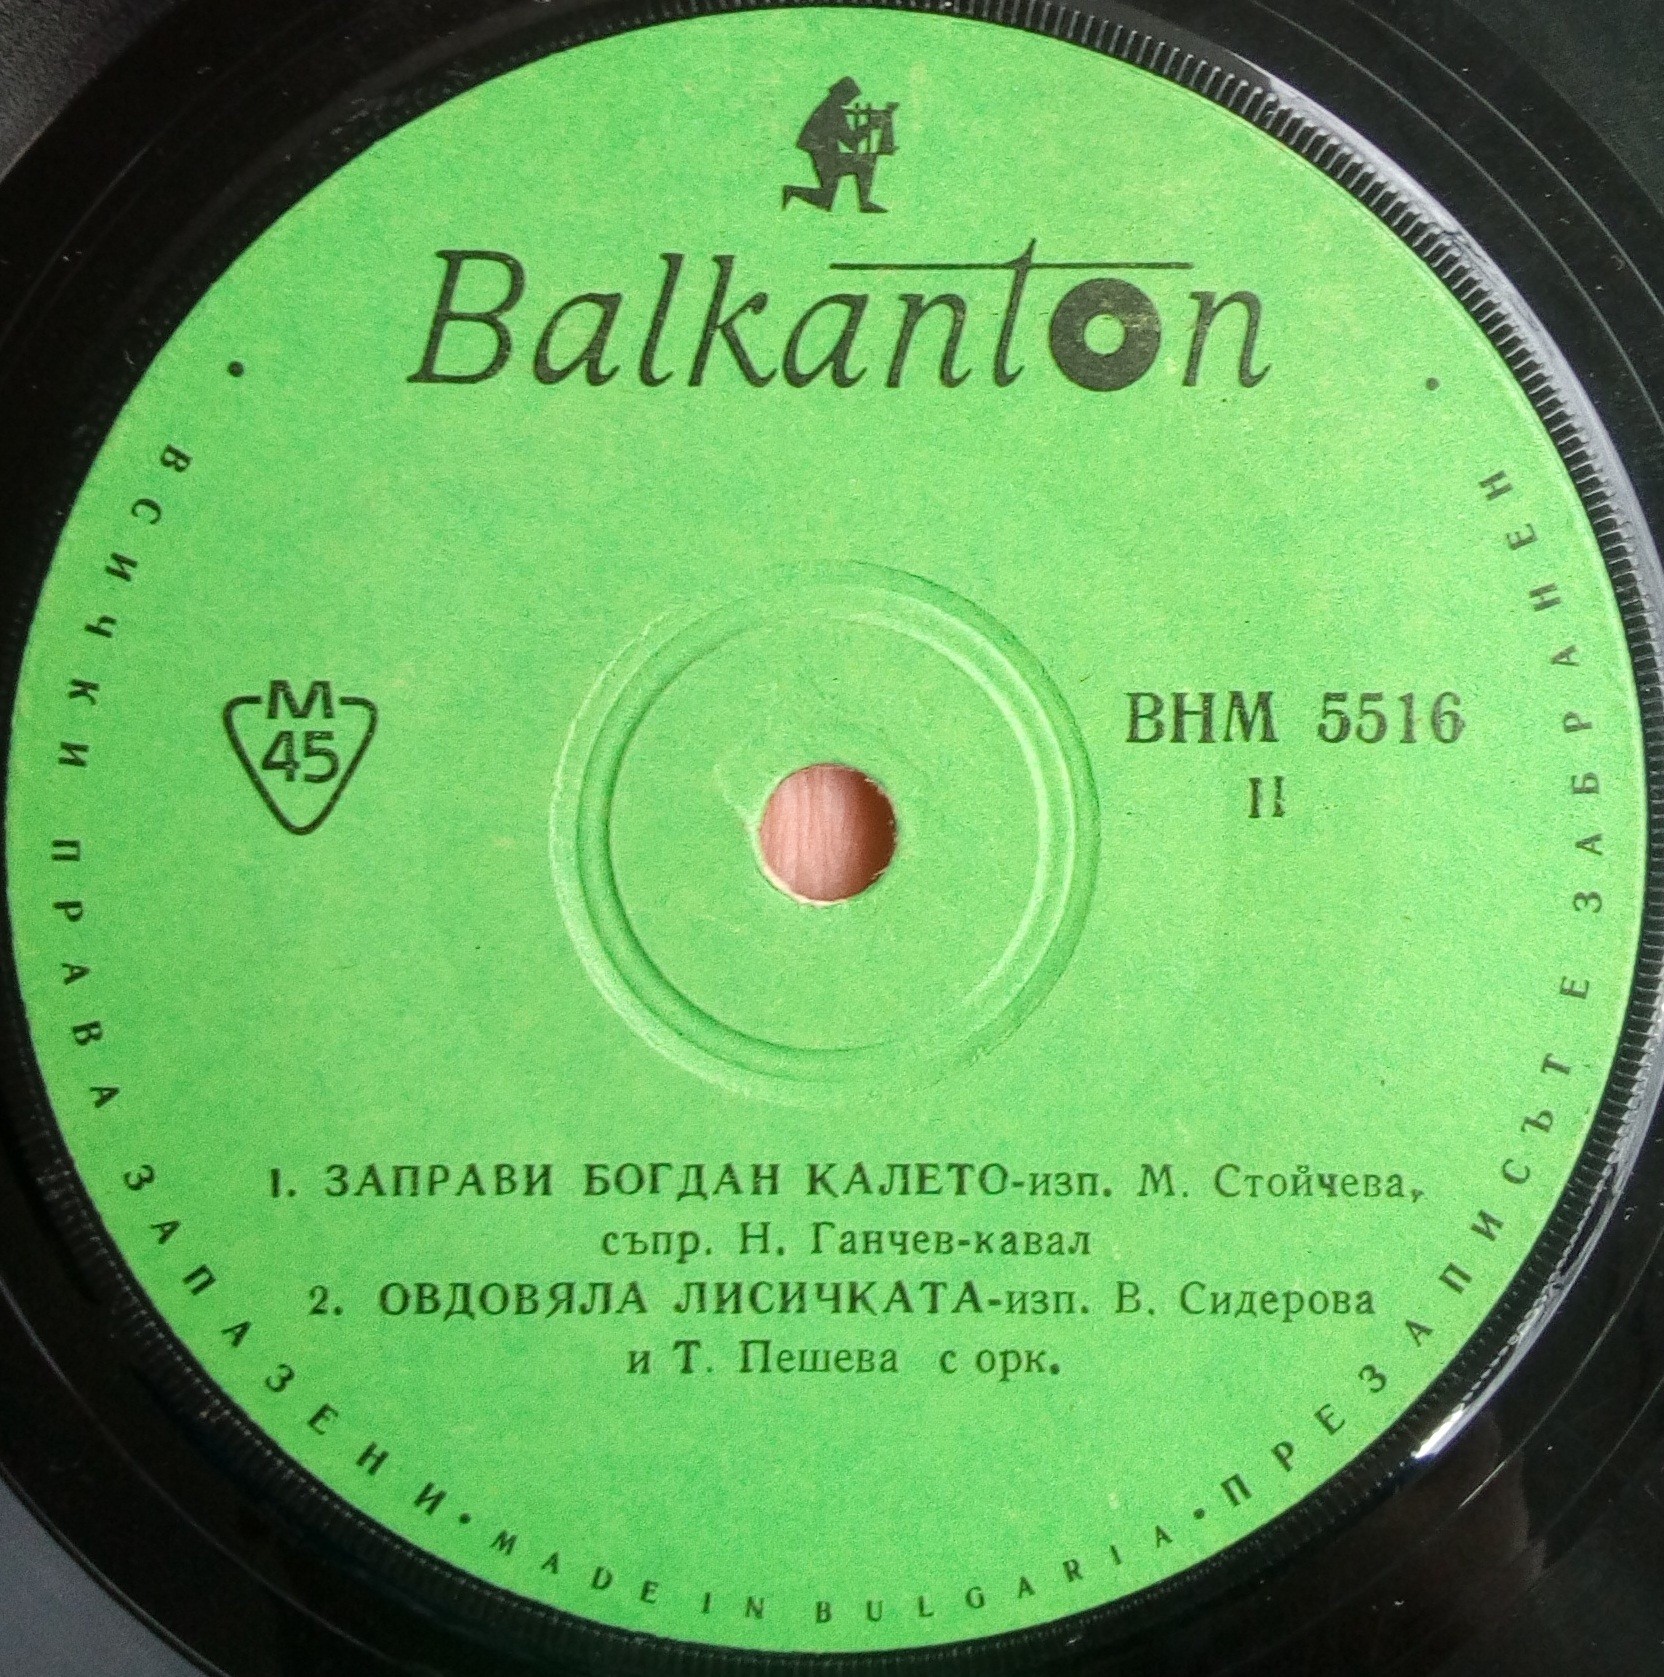 Balkanton
M
45
ВНМ 5516
II
1. ЗАПРАВИ БОГДАН КАЛЕТО-изп. М. Стойчева,
съпр. Н. Ганчев-кавал
2. ОВДОВЯЛА ЛИСИЧКАТА-изп. В. Сидерова
и Т. Пешева с орк.
• ВСИЧКИ ПРАВА ЗАПАЗЕНИ • MADE IN BULGARIA • ПРЕЗАПИСЪТ Е ЗАБРАНЕН •